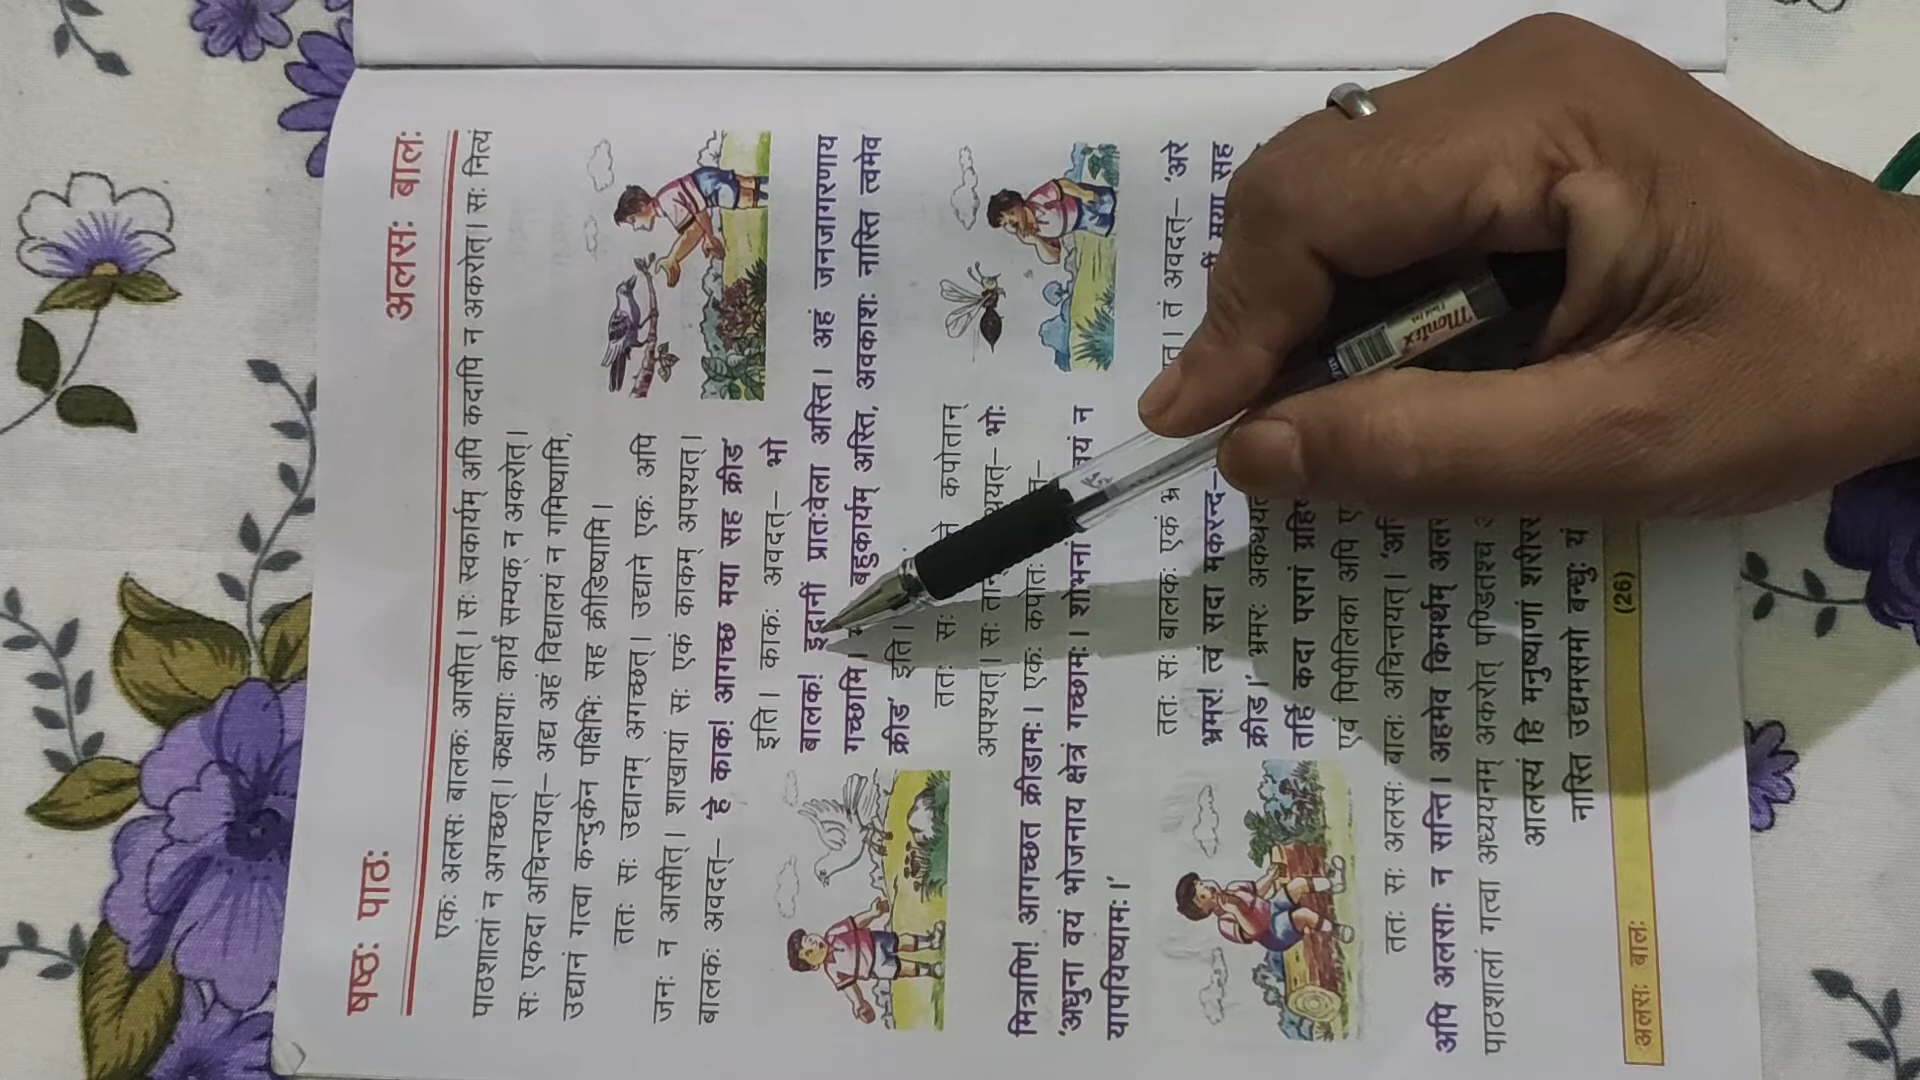 षष्ठः पाठः
अलसः बालः
एकः अलसः बालकः आसीत्। सः स्वकार्यम् अपि कदापि न अकरोत्। सः नित्यं
पाठशालां न अगच्छत्। कक्षायाः कार्यं सम्यक् न अकरोत्।
सः एकदा अचिन्तयत्– अद्य अहं विद्यालयं न गमिष्यामि,
उद्यानं गत्वा कन्दुकेन पक्षिभिः सह क्रीडिष्यामि।
ततः सः उद्यानम् अगच्छत्। उद्याने एकः अपि
जनः न आसीत्। शाखायां सः एकं काकम् अपश्यत्।
बालकः अवदत्– 'हे काक! आगच्छ मया सह क्रीड'
इति। काकः अवदत्– भो
बालक! इदानीं प्रातःवेला अस्ति। अहं जनजागरणाय
गच्छामि। बहुकार्यम् अस्ति, अवकाशः नास्ति त्वमेव
क्रीड' इति।
ततः सः कपोतान्
अपश्यत्। सः भोः
मित्राणि! आगच्छत क्रीडामः। एकः कपोतः
'अधुना वयं भोजनाय क्षेत्रं गच्छामः। शोभनां न
यापयिष्यामः।'
ततः सः बालकः एकं तं अवदत्– 'अरे
भ्रमर! त्वं सदा मकरन्द– मया सह
क्रीड।' भ्रमरः
तर्हि कदा परागं
एवं पिपीलिका अपि
ततः सः अलसः बालः अचिन्तयत्।
अपि अलसाः न सन्ति। अहमेव किमर्थम्
पाठशालां गत्वा अध्ययनम् अकरोत् पण्डितश्च
आलस्यं हि मनुष्याणां
नास्ति उद्यमसमो बन्धुः यं
अलसः बालः
(26)
Montex